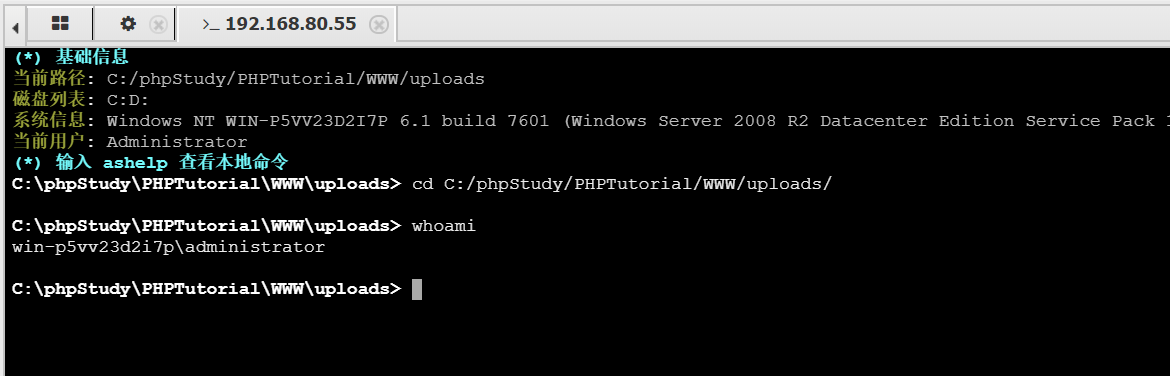 >_ 192.168.80.55
(*) 基础信息
当前路径: C:/phpStudy/PHPTutorial/WWW/uploads
磁盘列表: C:D:
系统信息: Windows NT WIN-P5VV23D2I7P 6.1 build 7601 (Windows Server 2008 R2 Datacenter Edition Service Pack 1
当前用户: Administrator
(*) 输入 ashelp 查看本地命令
C:\phpStudy\PHPTutorial\WWW\uploads> cd C:/phpStudy/PHPTutorial/WWW/uploads/
C:\phpStudy\PHPTutorial\WWW\uploads> whoami
win-p5vv23d2i7p\administrator
C:\phpStudy\PHPTutorial\WWW\uploads>